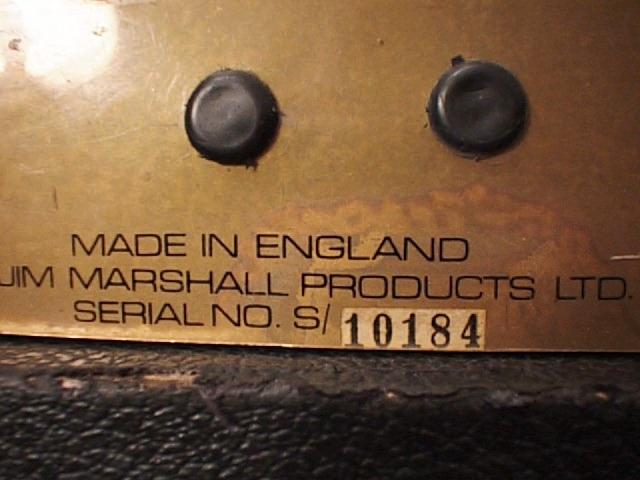 MADE IN ENGLAND
JIM MARSHALL PRODUCTS LTD.
SERIAL NO. S/ 10184